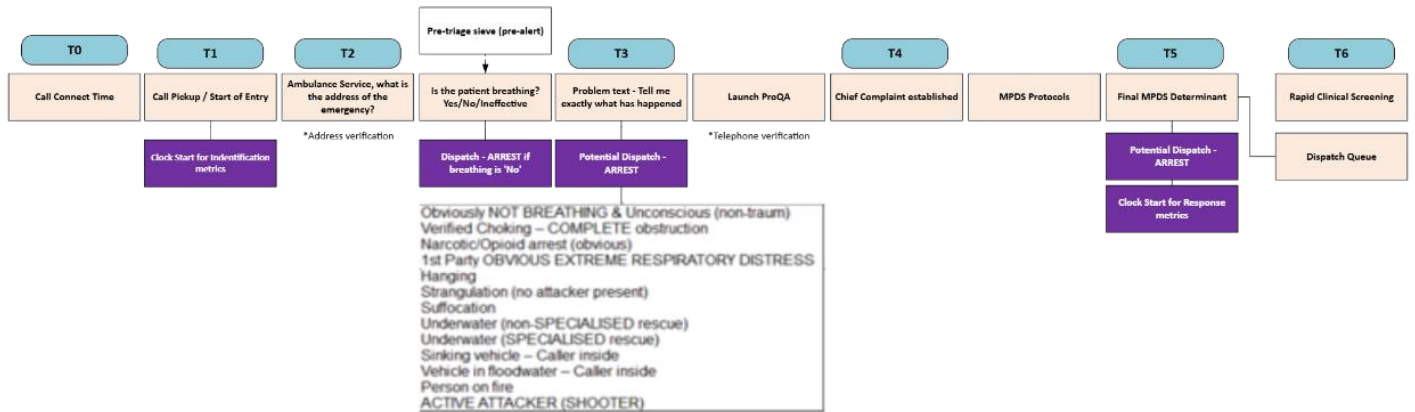 Pre-triage sieve (pre-alert)
T0
T1
T2
T3
T4
T5
T6
Call Connect Time
Call Pickup / Start of Entry
Ambulance Service, what is
the address of the
emergency?
Is the patient breathing?
Yes/No/Ineffective
Problem text - Tell me
exactly what has happened
Launch ProQA
Chief Complaint established
MPDS Protocols
Final MPDS Determinant
Rapid Clinical Screening
*Address verification
*Telephone verification
Clock Start for Indentification
metrics
Dispatch - ARREST if
breathing is 'No'
Potential Dispatch -
ARREST
Potential Dispatch -
ARREST
Dispatch Queue
Clock Start for Response
metrics
Obviously NOT BREATHING & Unconscious (non-traum)
Verified Choking – COMPLETE obstruction
Narcotic/Opioid arrest (obvious)
1st Party OBVIOUS EXTREME RESPIRATORY DISTRESS
Hanging
Strangulation (no attacker present)
Suffocation
Underwater (non-SPECIALISED rescue)
Underwater (SPECIALISED rescue)
Sinking vehicle – Caller inside
Vehicle in floodwater – Caller inside
Person on fire
ACTIVE ATTACKER (SHOOTER)